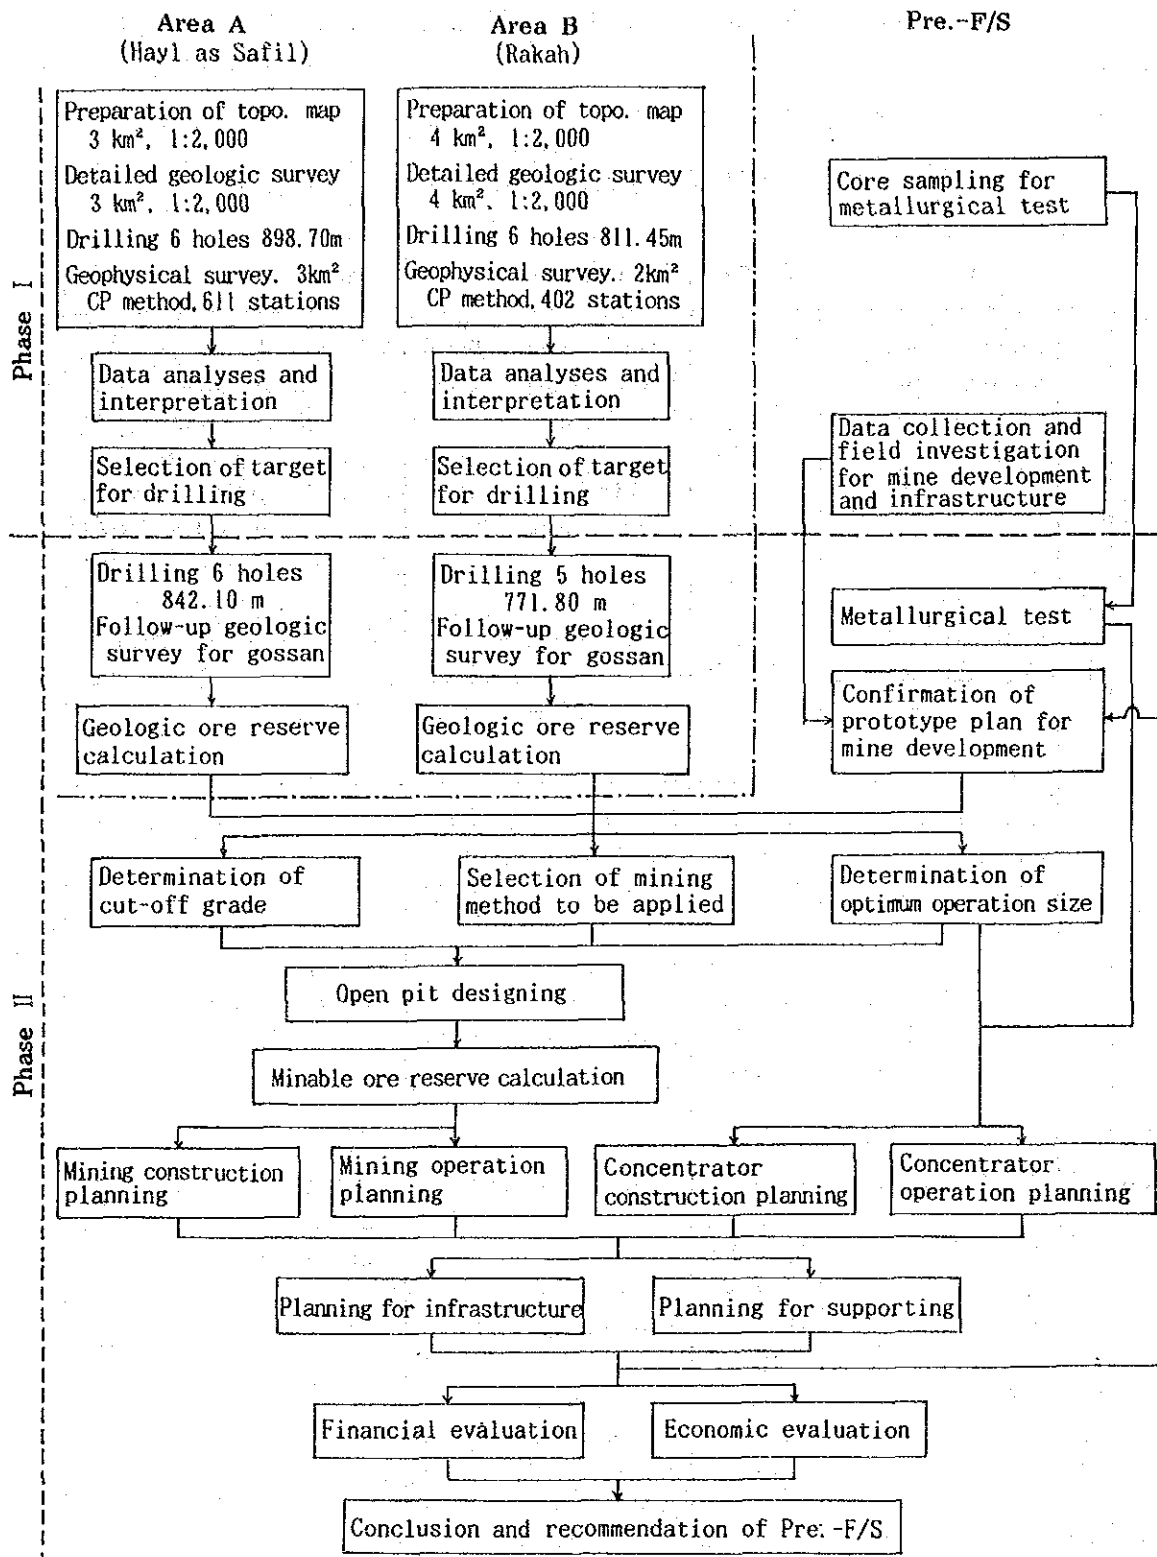 Area A
(Hayl as Safil)
Area B
(Rakah)
Pre.-F/S
Phase I
Preparation of topo. map
3 km², 1:2,000
Detailed geologic survey
3 km², 1:2,000
Drilling 6 holes 898.70m
Geophysical survey. 3km²
CP method, 611 stations
Preparation of topo. map
4 km², 1:2,000
Detailed geologic survey
4 km². 1:2,000
Drilling 6 holes 811.45m
Geophysical survey. 2km²
CP method, 402 stations
Core sampling for
metallurgical test
Data analyses and
interpretation
Data analyses and
interpretation
Selection of target
for drilling
Selection of target
for drilling
Data collection and
field investigation
for mine development
and infrastructure
Phase II
Drilling 6 holes
842.10 m
Follow-up geologic
survey for gossan
Drilling 5 holes
771.80 m
Follow-up geologic
survey for gossan
Metallurgical test
Geologic ore reserve
calculation
Geologic ore reserve
calculation
Confirmation of
prototype plan for
mine development
Determination of
cut-off grade
Selection of mining
method to be applied
Determination of
optimum operation size
Open pit designing
Minable ore reserve calculation
Mining construction
planning
Mining operation
planning
Concentrator
construction planning
Concentrator
operation planning
Planning for infrastructure
Planning for supporting
Financial evaluation
Economic evaluation
Conclusion and recommendation of Pre.-F/S